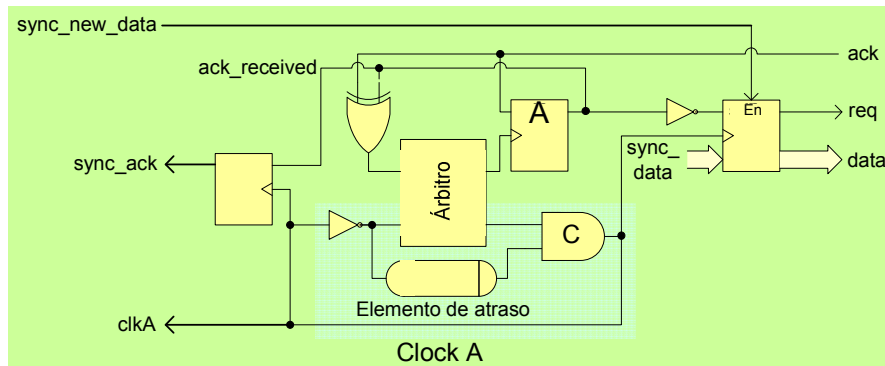 sync_new_data
ack_received
ack
A
En
req
sync_ack
sync_
data
data
Árbitro
C
Elemento de atraso
clkA
Clock A